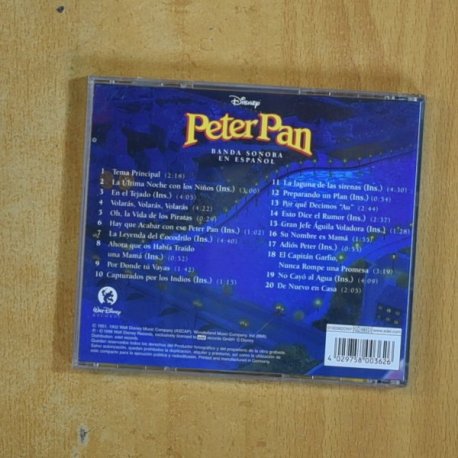 Disney
Peter Pan
BANDA SONORA
EN ESPAÑOL
1 Tema Principal (2:18)
2 La Última Noche con los Niños (Ins.) (3:00)
3 En el Tejado (Ins.) (4:03)
4 Volarás, Volarás, Volarás (4:22)
5 Oh, la Vida de los Piratas (0:29)
6 Hay que Acabar con ese Peter Pan (Ins.) (1:02)
7 La Leyenda del Cocodrilo (Ins.) (4:40)
8 Ahora que os Había Traído
una Mamá (Ins.) (0:32)
9 Por Donde tú Vayas (1:42)
10 Capturados por los Indios (Ins.) (1:15)
11 La laguna de las sirenas (Ins.) (4:30)
12 Preparando un Plan (Ins.) (0:54)
13 Por qué Decimos "Au" (2:44)
14 Esto Dice el Rumor (Ins.) (2:37)
15 Gran Jefe Águila Voladora (Ins.) (1:28)
16 Su Nombre es Mamá (1:55)
17 Adiós Peter (Ins.) (0:51)
18 El Capitán Garfio,
Nunca Rompe una Promesa (3:19)
19 No Cayó al Agua (Ins.) (4:09)
20 De Nuevo en Casa (2:05)
Walt Disney
RECORDS
4 029758 003626